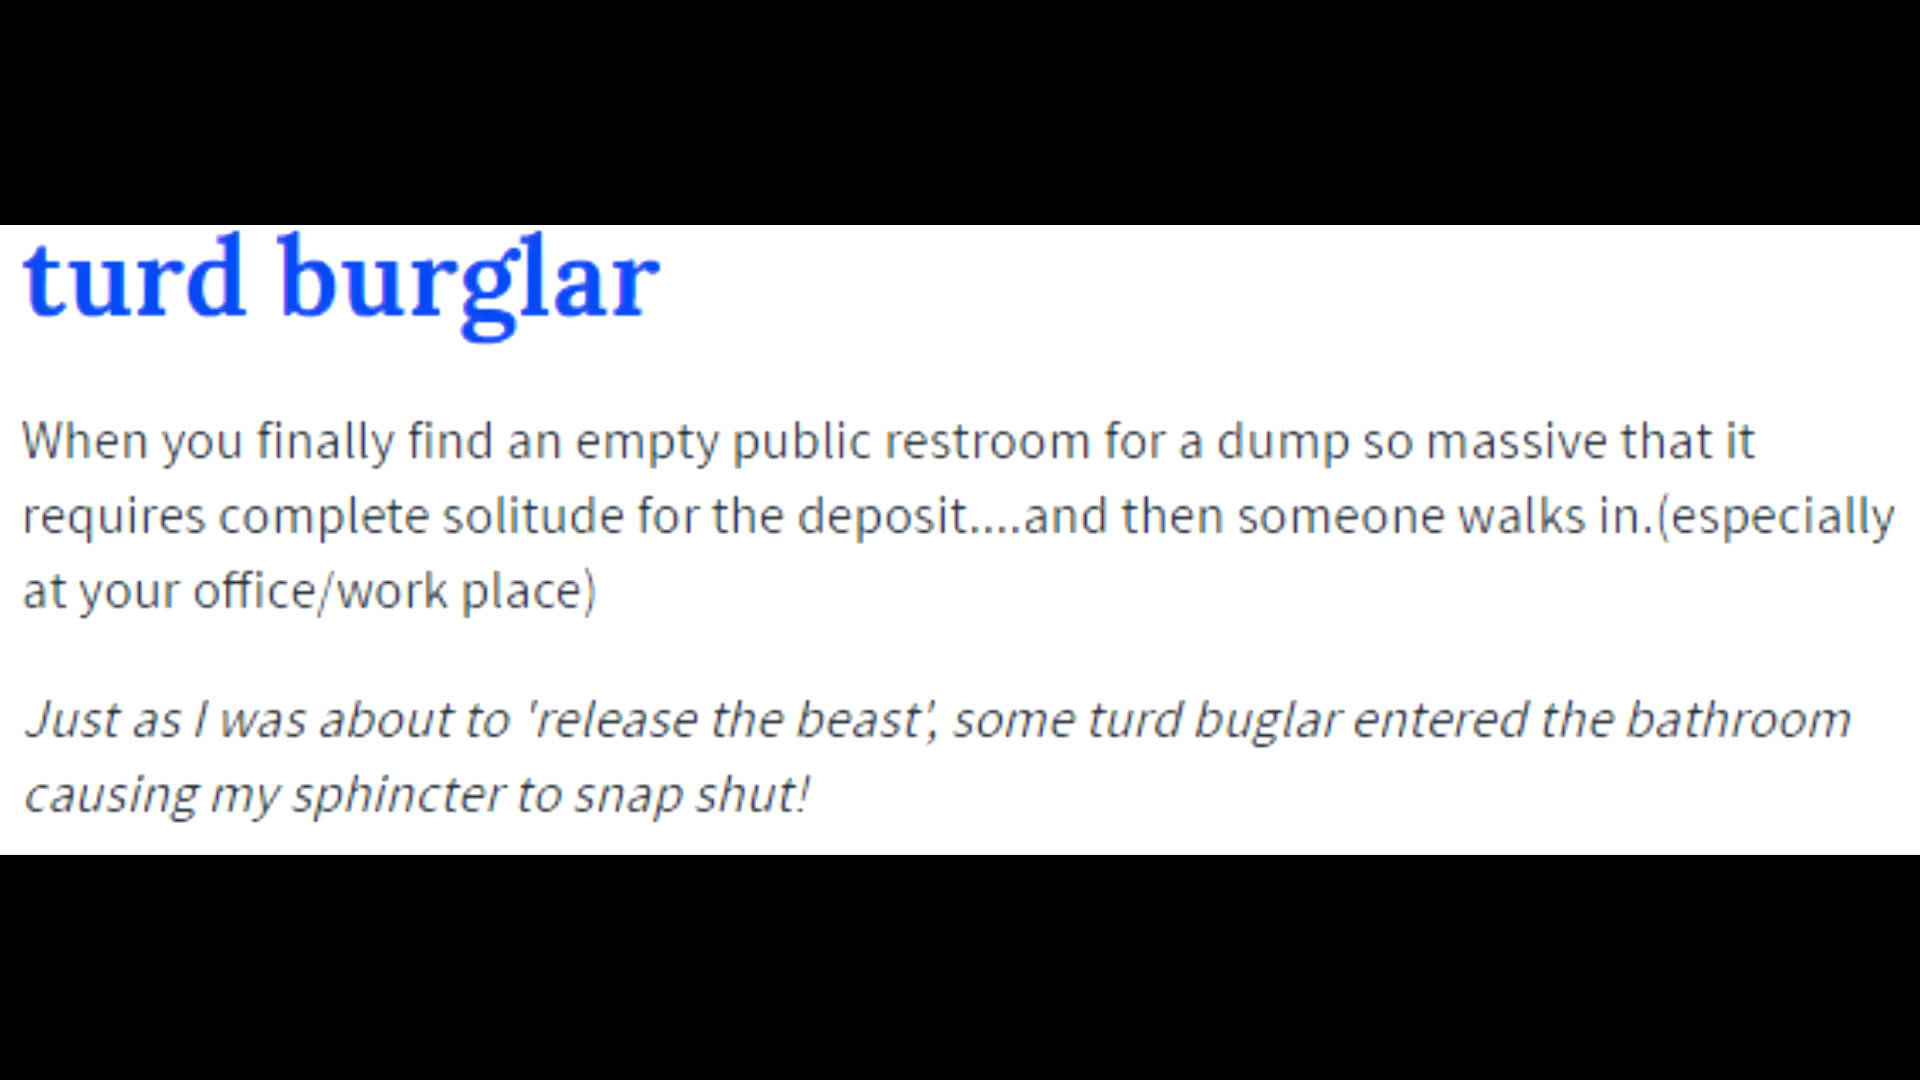 turd burglar
When you finally find an empty public restroom for a dump so massive that it
requires complete solitude for the deposit....and then someone walks in.(especially
at your office/work place)
Just as I was about to 'release the beast', some turd buglar entered the bathroom
causing my sphincter to snap shut!